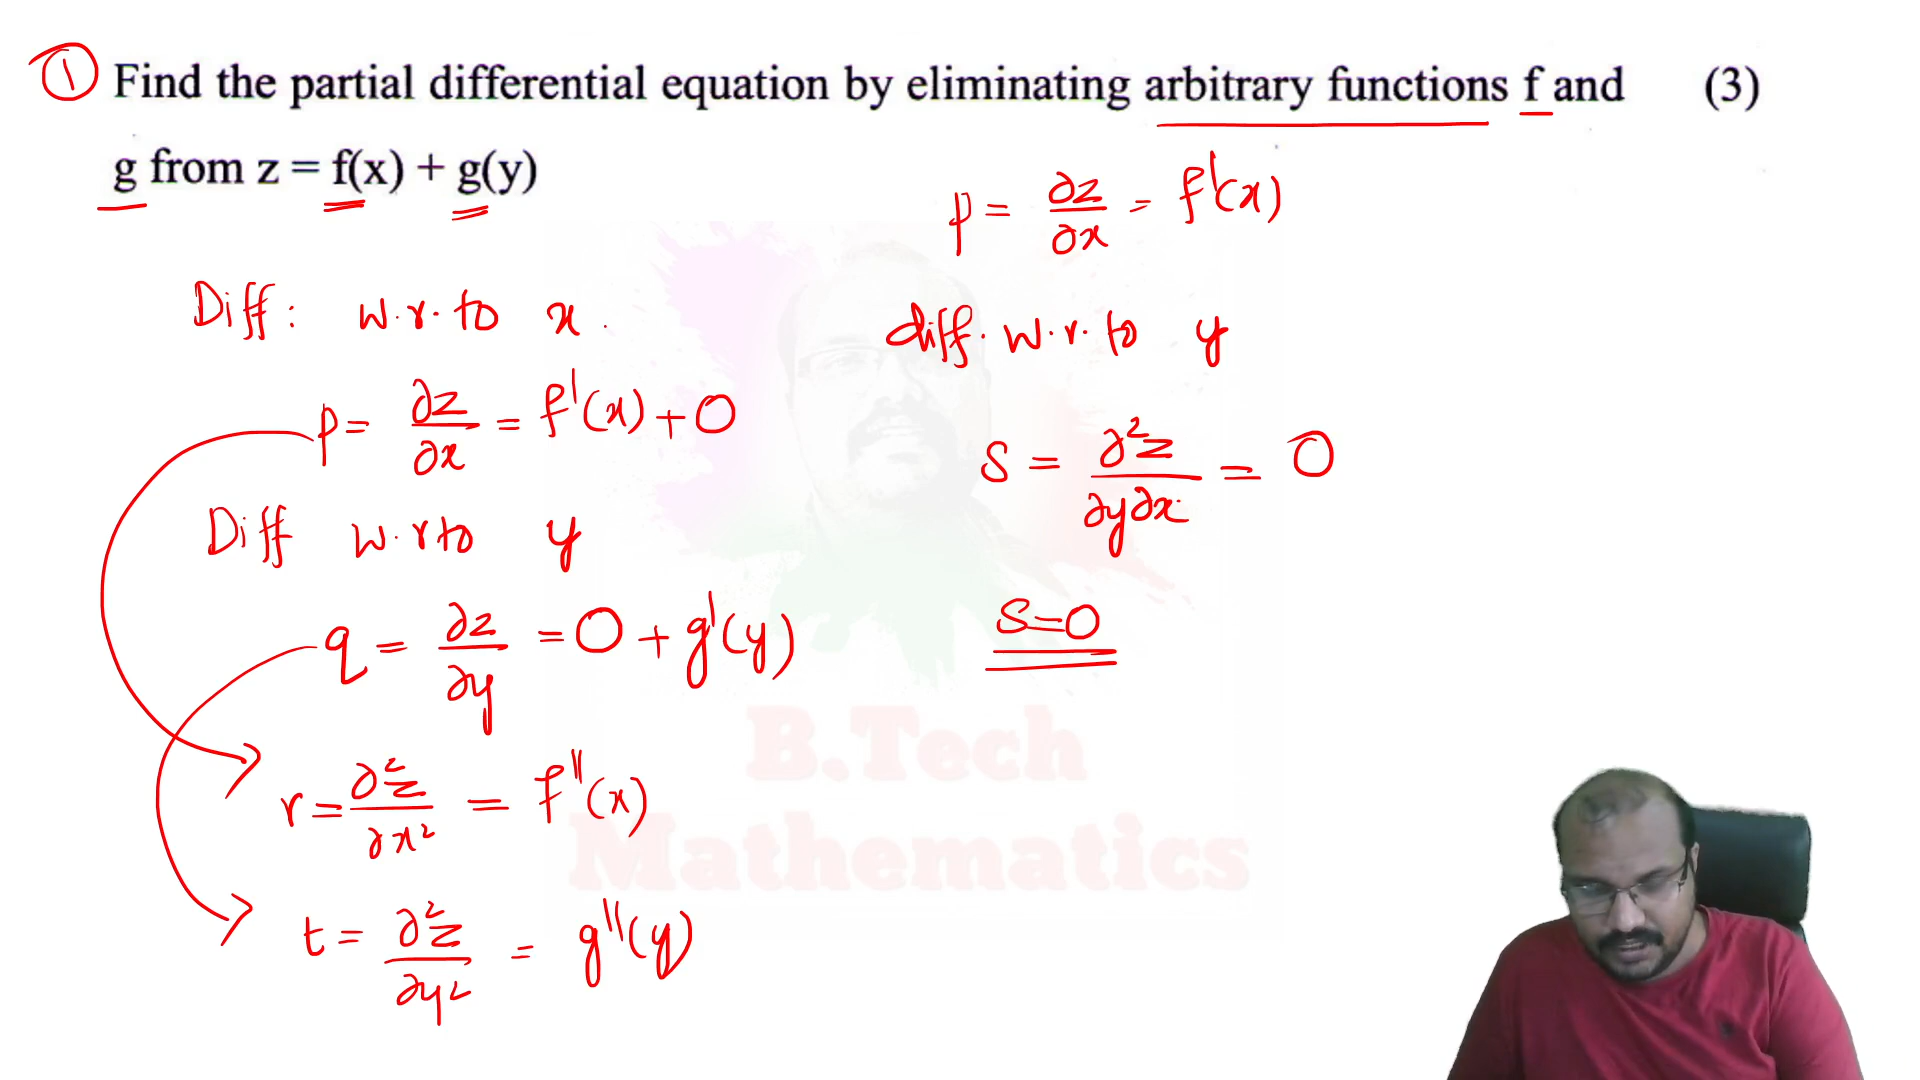 ① Find the partial differential equation by eliminating arbitrary functions f and (3)
g from z = f(x) + g(y)
Diff: w.r.to x.
p = ∂z/∂x = f'(x) + 0
Diff w.r to y
q = ∂z/∂y = 0 + g'(y)
r = ∂²z/∂x² = f''(x)
t = ∂²z/∂y² = g''(y)
p = ∂z/∂x = f'(x)
diff. w.r. to y
S = ∂²z/∂y∂x = 0
S=0
B.Tech
Mathematics